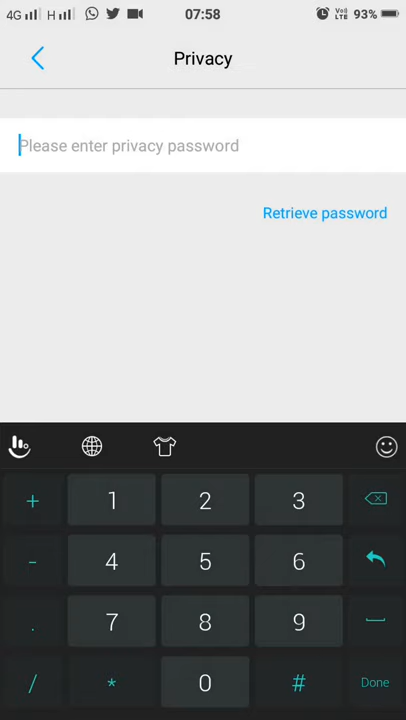 4G H 07:58 VoI LTE 93%
Privacy
Please enter privacy password
Retrieve password
+ 1 2 3
- 4 5 6
. 7 8 9
/ * 0 # Done